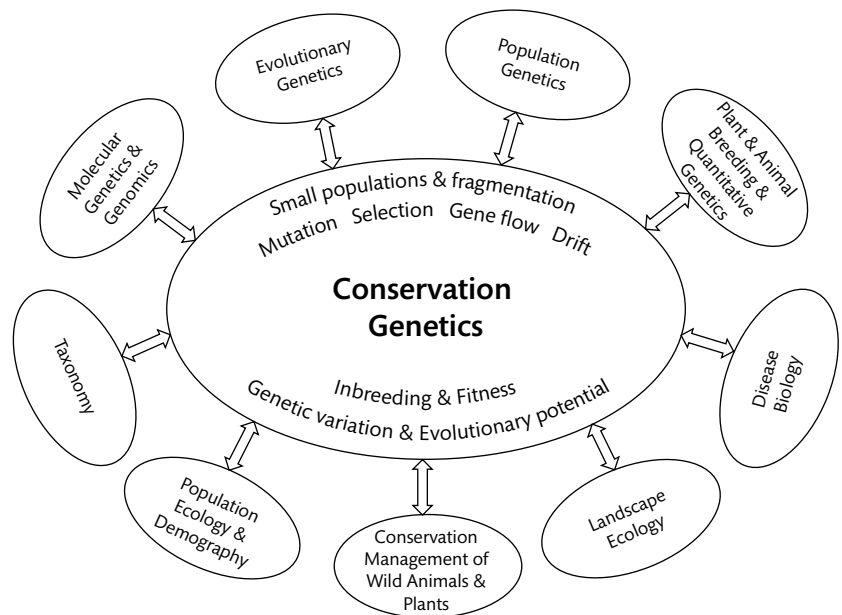 Evolutionary
Genetics
Population
Genetics
Molecular
Genetics &
Genomics
Plant & Animal
Breeding &
Quantitative
Genetics
Small populations & fragmentation
Mutation Selection Gene flow Drift
Conservation
Genetics
Inbreeding & Fitness
Genetic variation & Evolutionary potential
Taxonomy
Disease
Biology
Population
Ecology &
Demography
Conservation
Management of
Wild Animals &
Plants
Landscape
Ecology